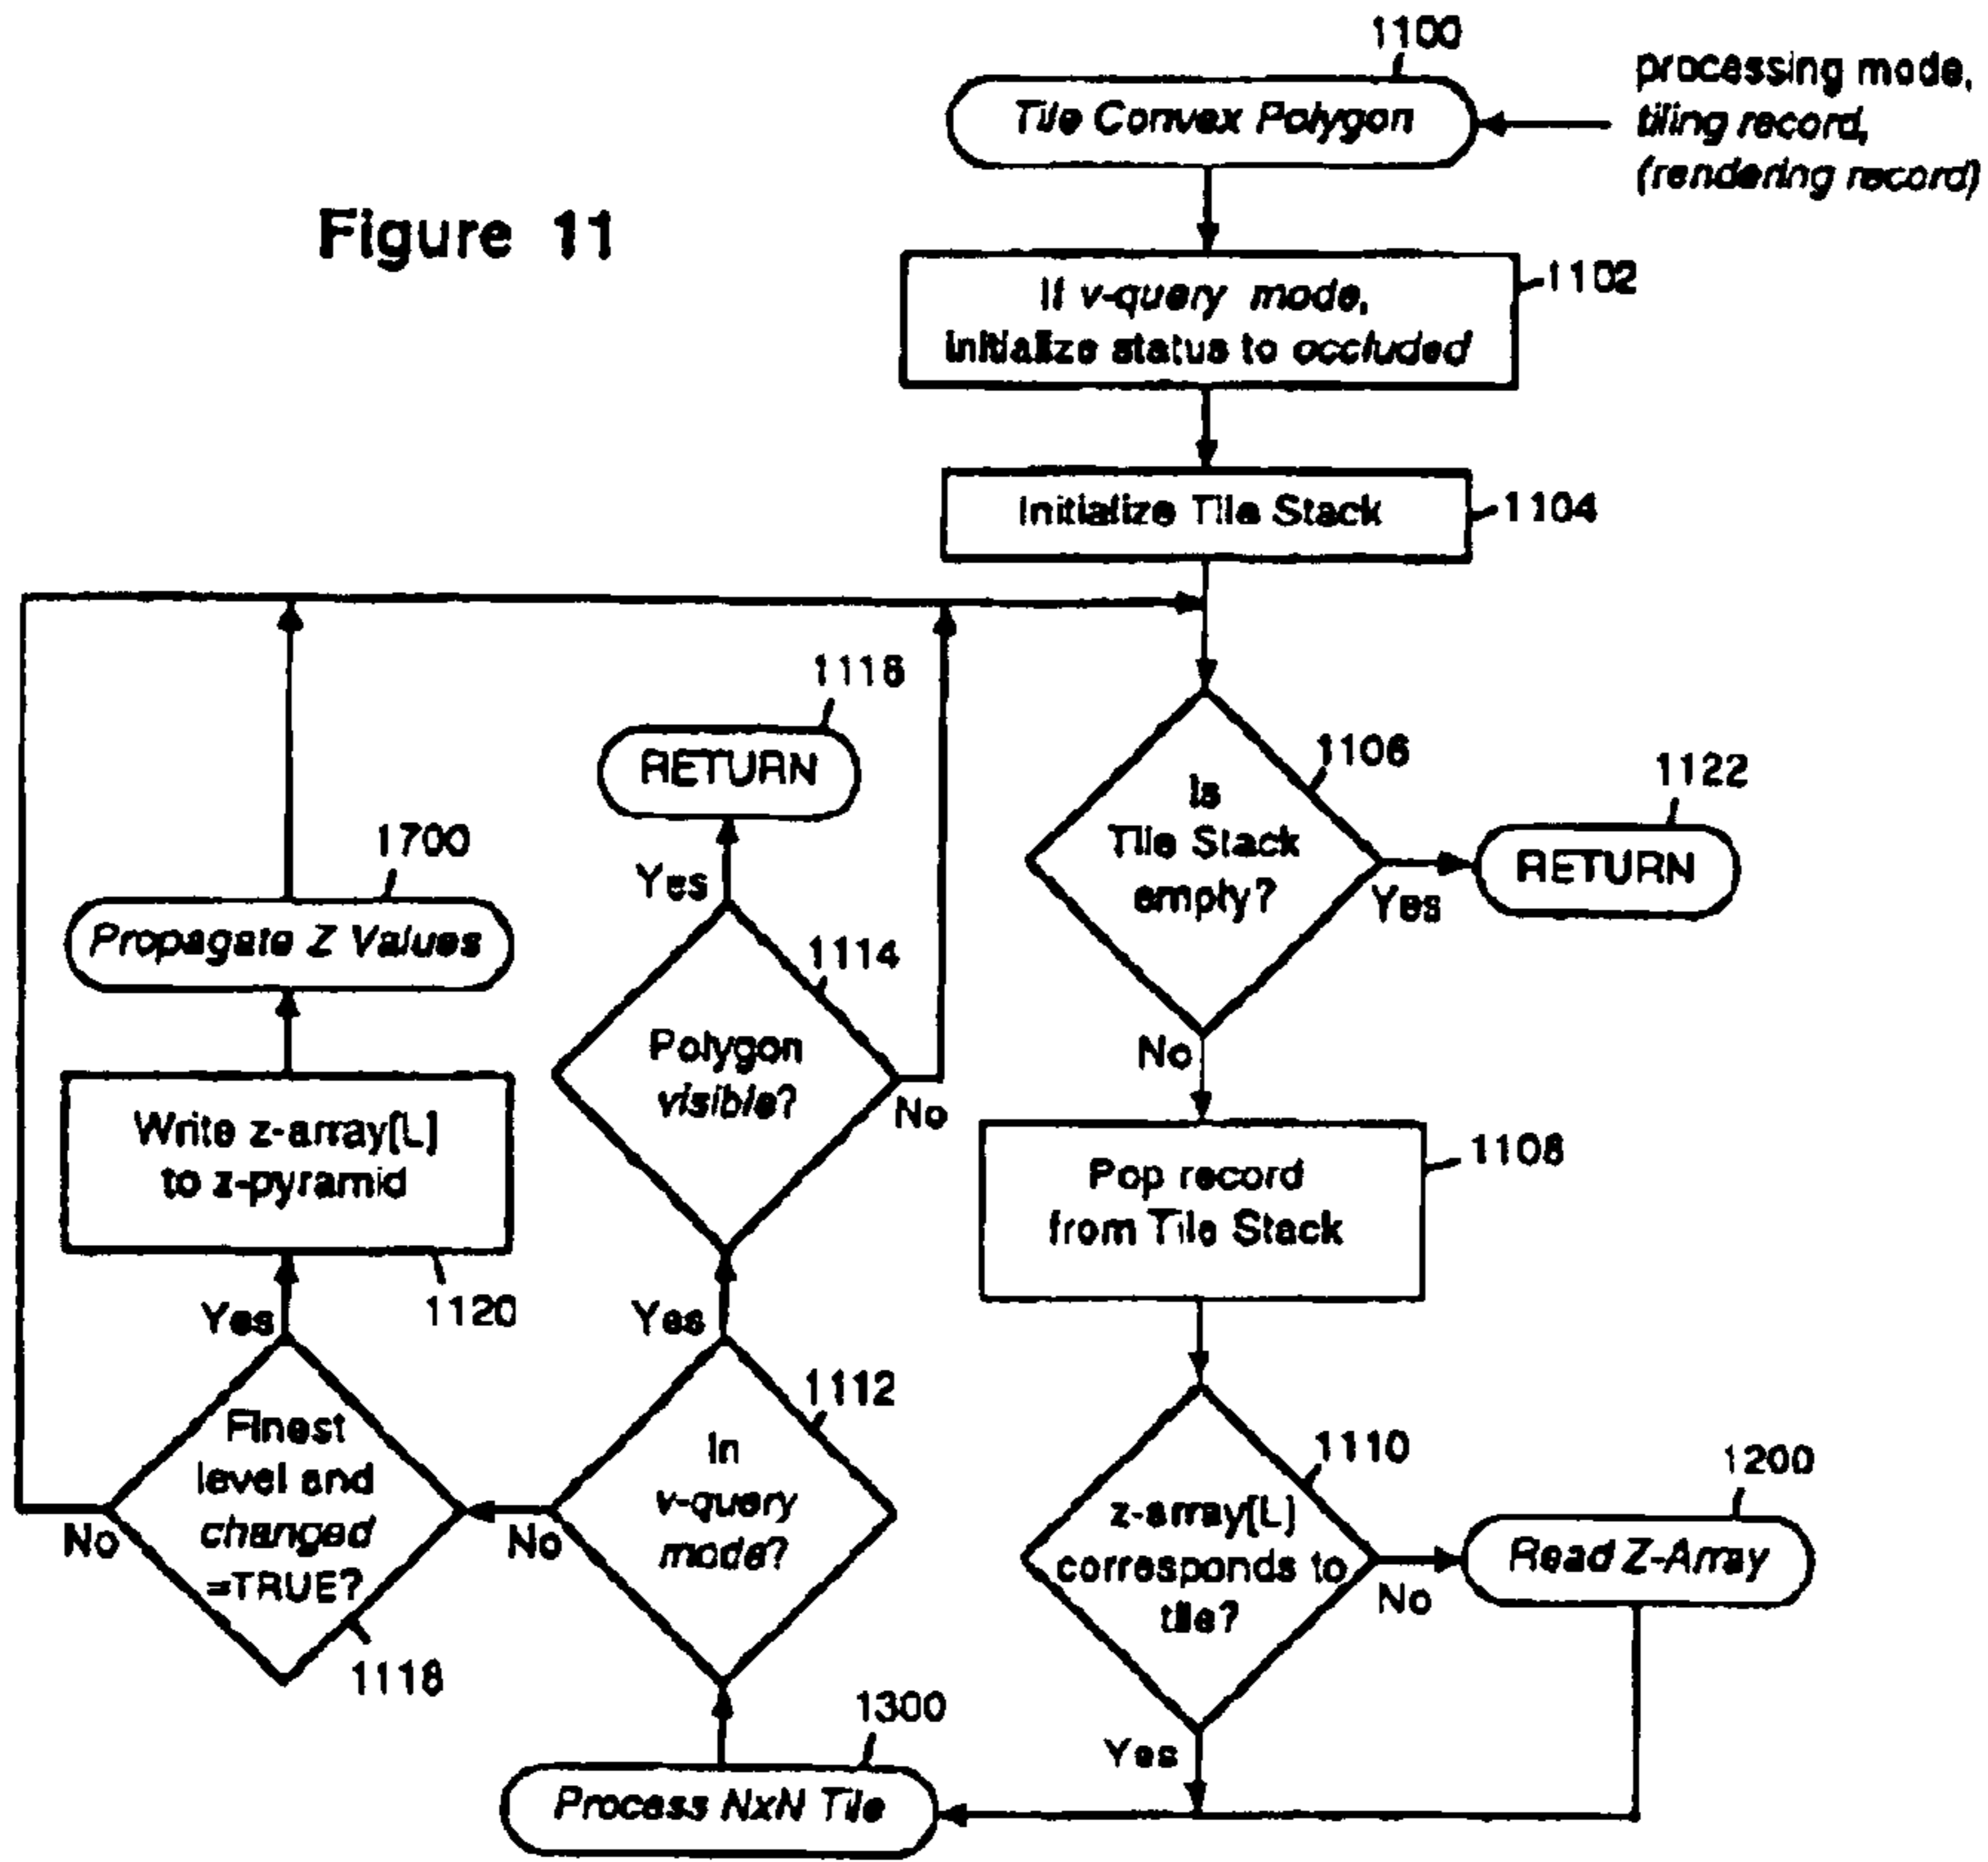 1100
processing mode,
tiling record,
(rendering record)
Tile Convex Polygon
Figure 11
1102
If v-query mode,
initialize status to occluded
Initialize Tile Stack
1104
1116
RETURN
1106
Is
Tile Stack
empty?
Yes
1122
RETURN
No
1700
Propagate Z Values
Yes
1114
Polygon
visible?
No
Write z-array[L]
to z-pyramid
1120
Pop record
from Tile Stack
1108
Yes
Finest
level and
changed
=TRUE?
No
1118
Yes
1112
In
v-query
mode?
No
1110
z-array[L]
corresponds to
tile?
No
Yes
1200
Read Z-Array
1300
Process NxN Tile